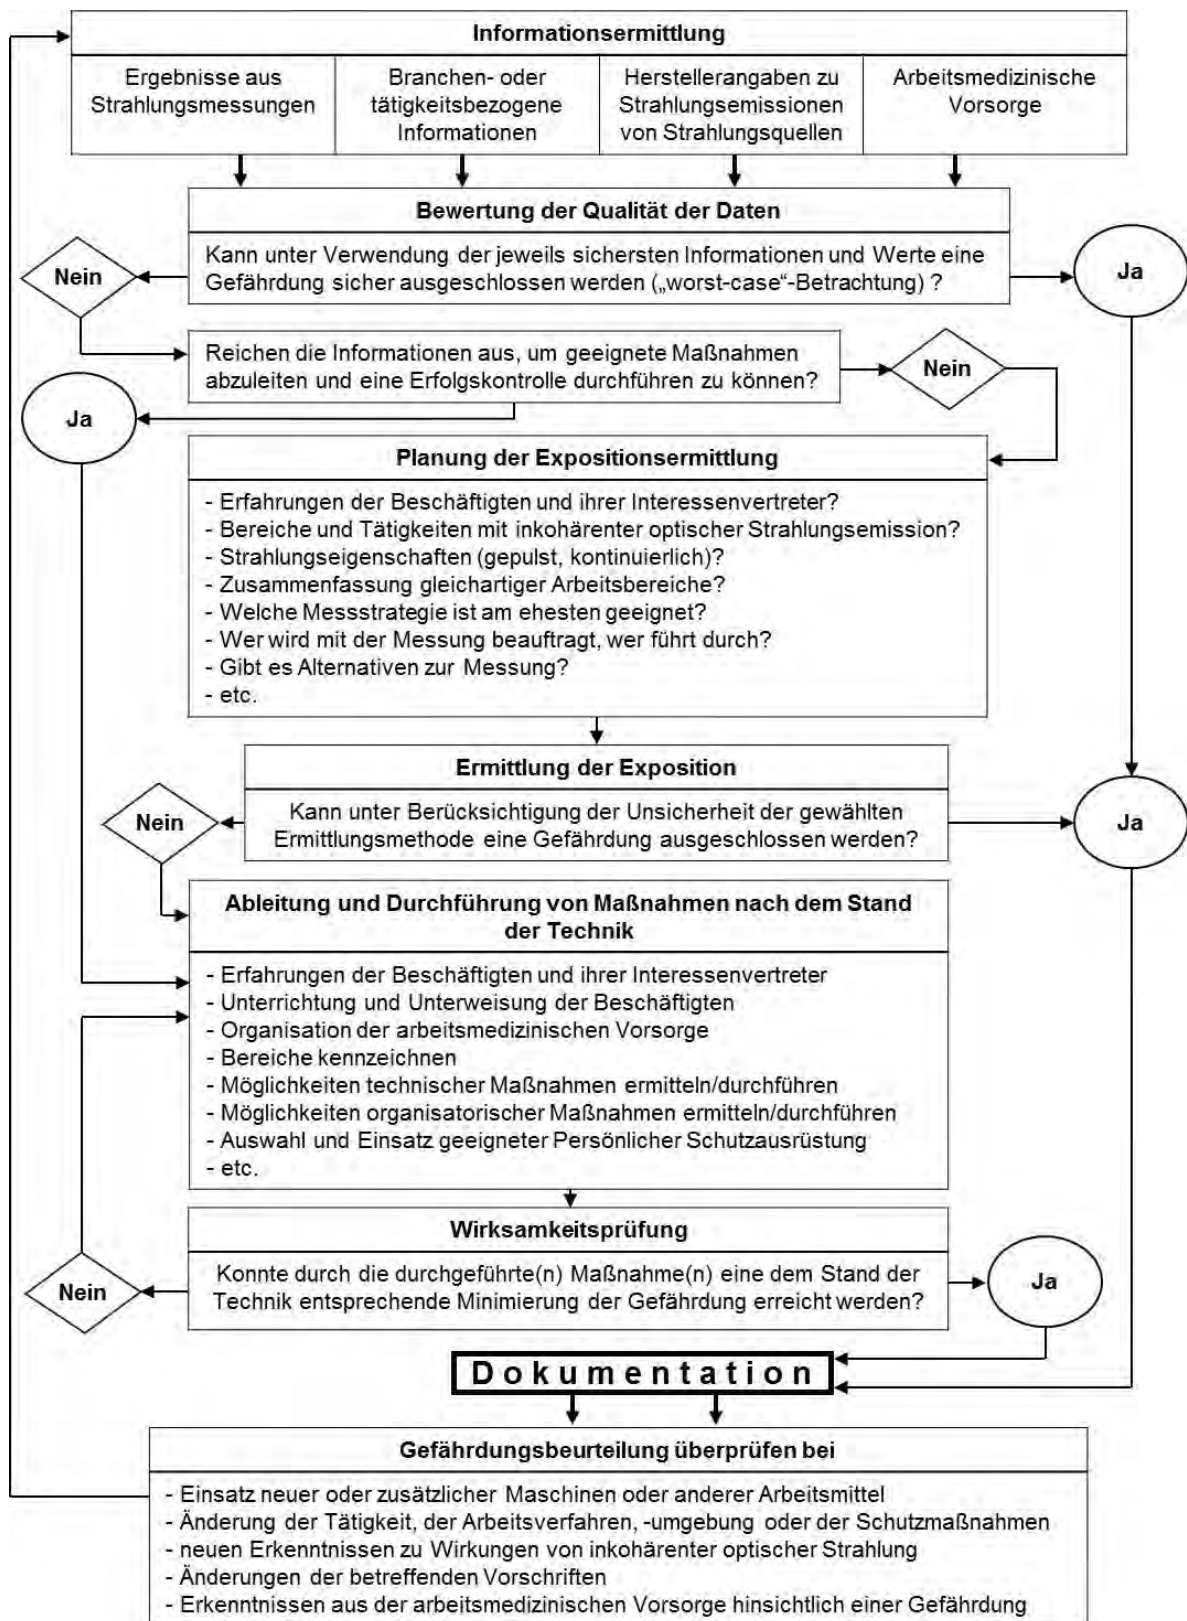 Informationsermittlung
Ergebnisse aus
Strahlungsmessungen
Branchen- oder
tätigkeitsbezogene
Informationen
Herstellerangaben zu
Strahlungsemissionen
von Strahlungsquellen
Arbeitsmedizinische
Vorsorge
Bewertung der Qualität der Daten
Kann unter Verwendung der jeweils sichersten Informationen und Werte eine
Gefährdung sicher ausgeschlossen werden („worst-case“-Betrachtung) ?
Nein
Ja
Reichen die Informationen aus, um geeignete Maßnahmen
abzuleiten und eine Erfolgskontrolle durchführen zu können?
Nein
Ja
Planung der Expositionsermittlung
- Erfahrungen der Beschäftigten und ihrer Interessenvertreter?
- Bereiche und Tätigkeiten mit inkohärenter optischer Strahlungsemission?
- Strahlungseigenschaften (gepulst, kontinuierlich)?
- Zusammenfassung gleichartiger Arbeitsbereiche?
- Welche Messstrategie ist am ehesten geeignet?
- Wer wird mit der Messung beauftragt, wer führt durch?
- Gibt es Alternativen zur Messung?
- etc.
Ermittlung der Exposition
Kann unter Berücksichtigung der Unsicherheit der gewählten
Ermittlungsmethode eine Gefährdung ausgeschlossen werden?
Nein
Ja
Ableitung und Durchführung von Maßnahmen nach dem Stand
der Technik
- Erfahrungen der Beschäftigten und ihrer Interessenvertreter
- Unterrichtung und Unterweisung der Beschäftigten
- Organisation der arbeitsmedizinischen Vorsorge
- Bereiche kennzeichnen
- Möglichkeiten technischer Maßnahmen ermitteln/durchführen
- Möglichkeiten organisatorischer Maßnahmen ermitteln/durchführen
- Auswahl und Einsatz geeigneter Persönlicher Schutzausrüstung
- etc.
Wirksamkeitsprüfung
Konnte durch die durchgeführte(n) Maßnahme(n) eine dem Stand der
Technik entsprechende Minimierung der Gefährdung erreicht werden?
Nein
Ja
Dokumentation
Gefährdungsbeurteilung überprüfen bei
- Einsatz neuer oder zusätzlicher Maschinen oder anderer Arbeitsmittel
- Änderung der Tätigkeit, der Arbeitsverfahren, -umgebung oder der Schutzmaßnahmen
- neuen Erkenntnissen zu Wirkungen von inkohärenter optischer Strahlung
- Änderungen der betreffenden Vorschriften
- Erkenntnissen aus der arbeitsmedizinischen Vorsorge hinsichtlich einer Gefährdung